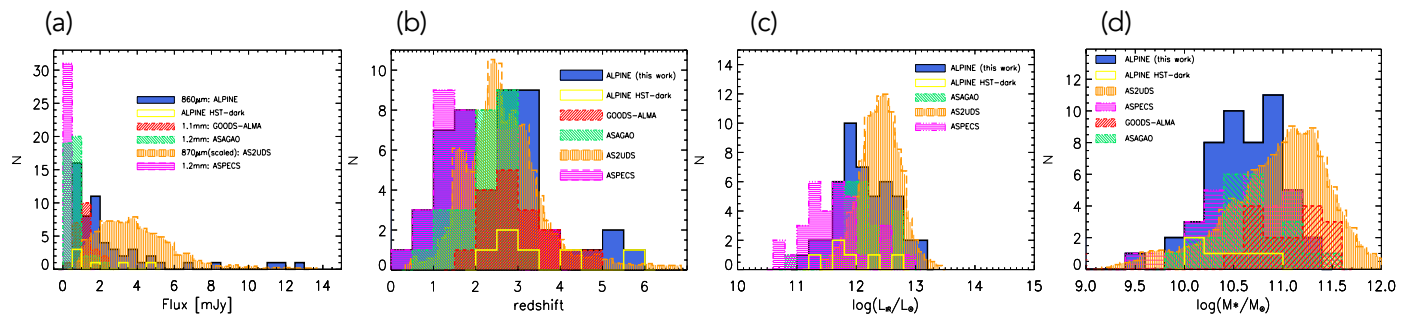 (a)
(b)
(c)
(d)
N
30
25
20
15
10
5
0
860μm: ALPINE
ALPINE HST-dark
1.1mm: GOODS-ALMA
1.2mm: ASAGAO
870μm(scaled): AS2UDS
1.2mm: ASPECS
0 2 4 6 8 10 12 14
Flux [mJy]
N
10
8
6
4
2
0
ALPINE (this work)
ALPINE HST-dark
GOODS-ALMA
ASAGAO
AS2UDS
ASPECS
0 1 2 3 4 5 6
redshift
N
14
12
10
8
6
4
2
0
ALPINE (this work)
ALPINE HST-dark
ASAGAO
AS2UDS
ASPECS
10 11 12 13 14
log(L_IR/L_⊙)
N
12
10
8
6
4
2
0
ALPINE (this work)
ALPINE HST-dark
AS2UDS
ASPECS
GOODS-ALMA
ASAGAO
9.0 9.5 10.0 10.5 11.0 11.5 12.0
log(M*/M_⊙)